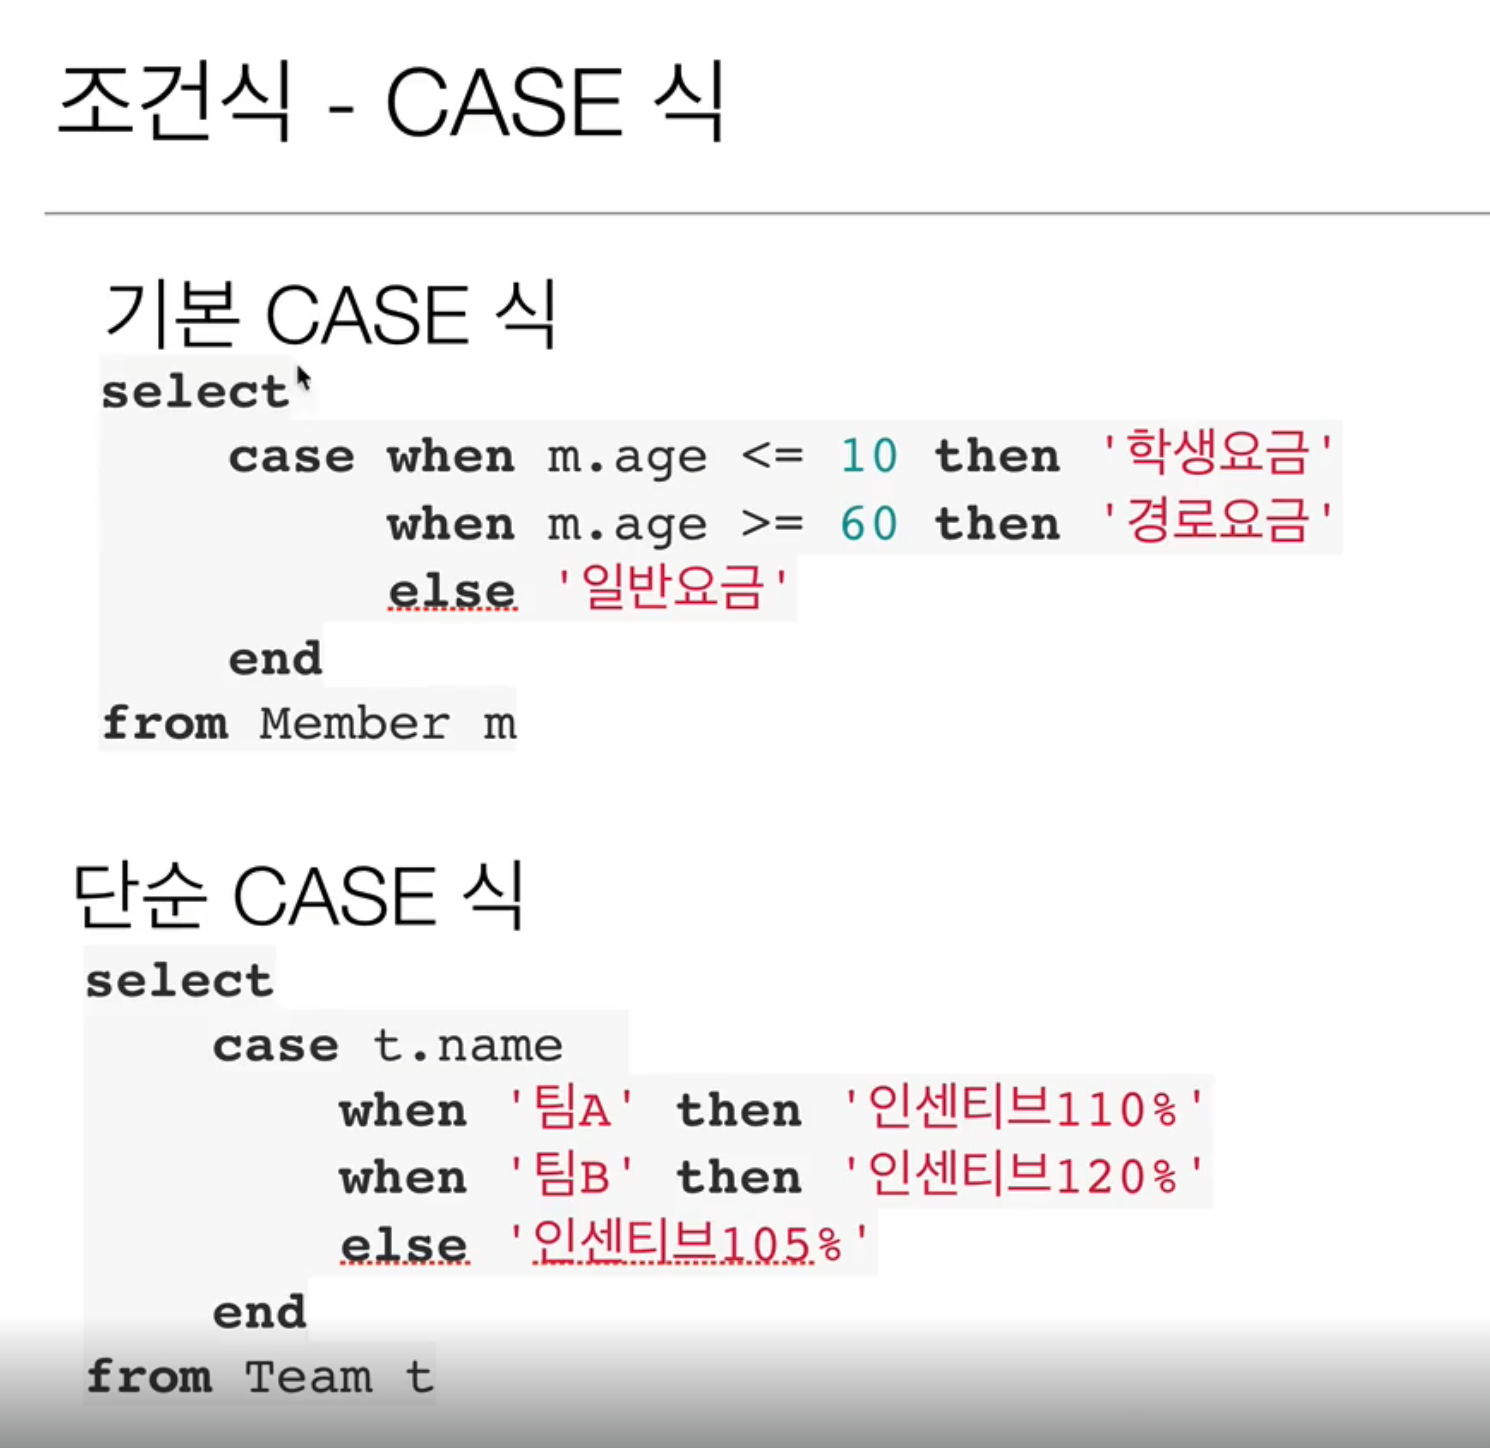 조건식 - CASE 식
기본 CASE 식
select
case when m.age <= 10 then '학생요금'
when m.age >= 60 then '경로요금'
else '일반요금'
end
from Member m
단순 CASE 식
select
case t.name
when '팀A' then '인센티브110%'
when '팀B' then '인센티브120%'
else '인센티브105%'
end
from Team t